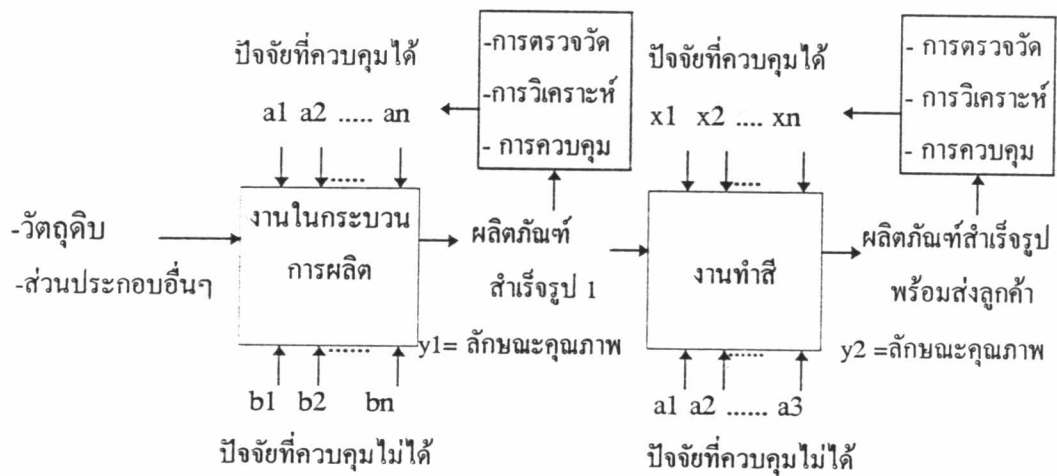 ปัจจัยที่ควบคุมได้
a1 a2 ..... an
-การตรวจวัด
-การวิเคราะห์
- การควบคุม
ปัจจัยที่ควบคุมได้
x1 x2 .... xn
- การตรวจวัด
- การวิเคราะห์
- การควบคุม
-วัตถุดิบ
-ส่วนประกอบอื่นๆ
......
งานในกระบวน
การผลิต
......
ผลิตภัณฑ์
สำเร็จรูป 1
y1= ลักษณะคุณภาพ
....
งานทำสี
......
ผลิตภัณฑ์สำเร็จรูป
พร้อมส่งลูกค้า
y2 =ลักษณะคุณภาพ
b1 b2 bn
ปัจจัยที่ควบคุมไม่ได้
a1 a2 ...... a3
ปัจจัยที่ควบคุมไม่ได้